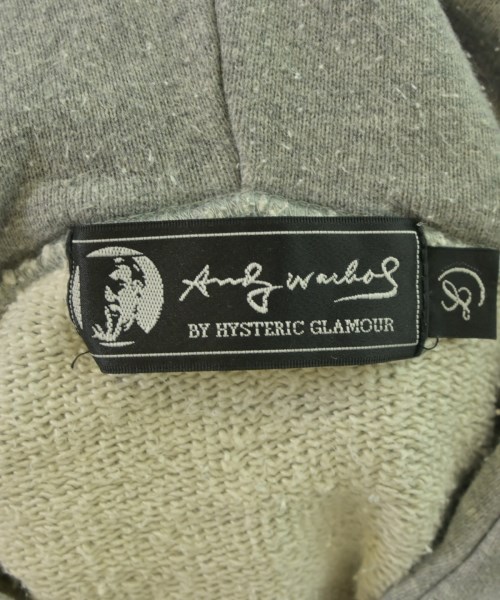 Andy Warhol
BY HYSTERIC GLAMOUR
S